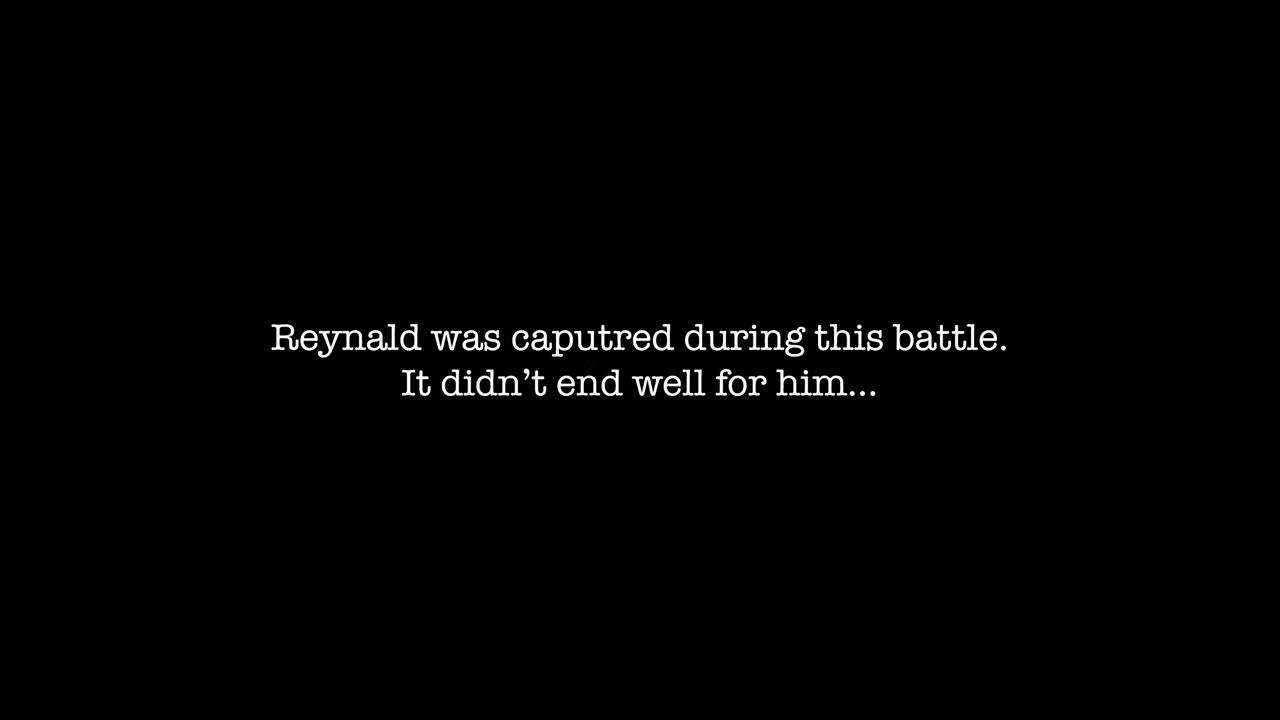 Reynald was caputred during this battle.
It didn’t end well for him...